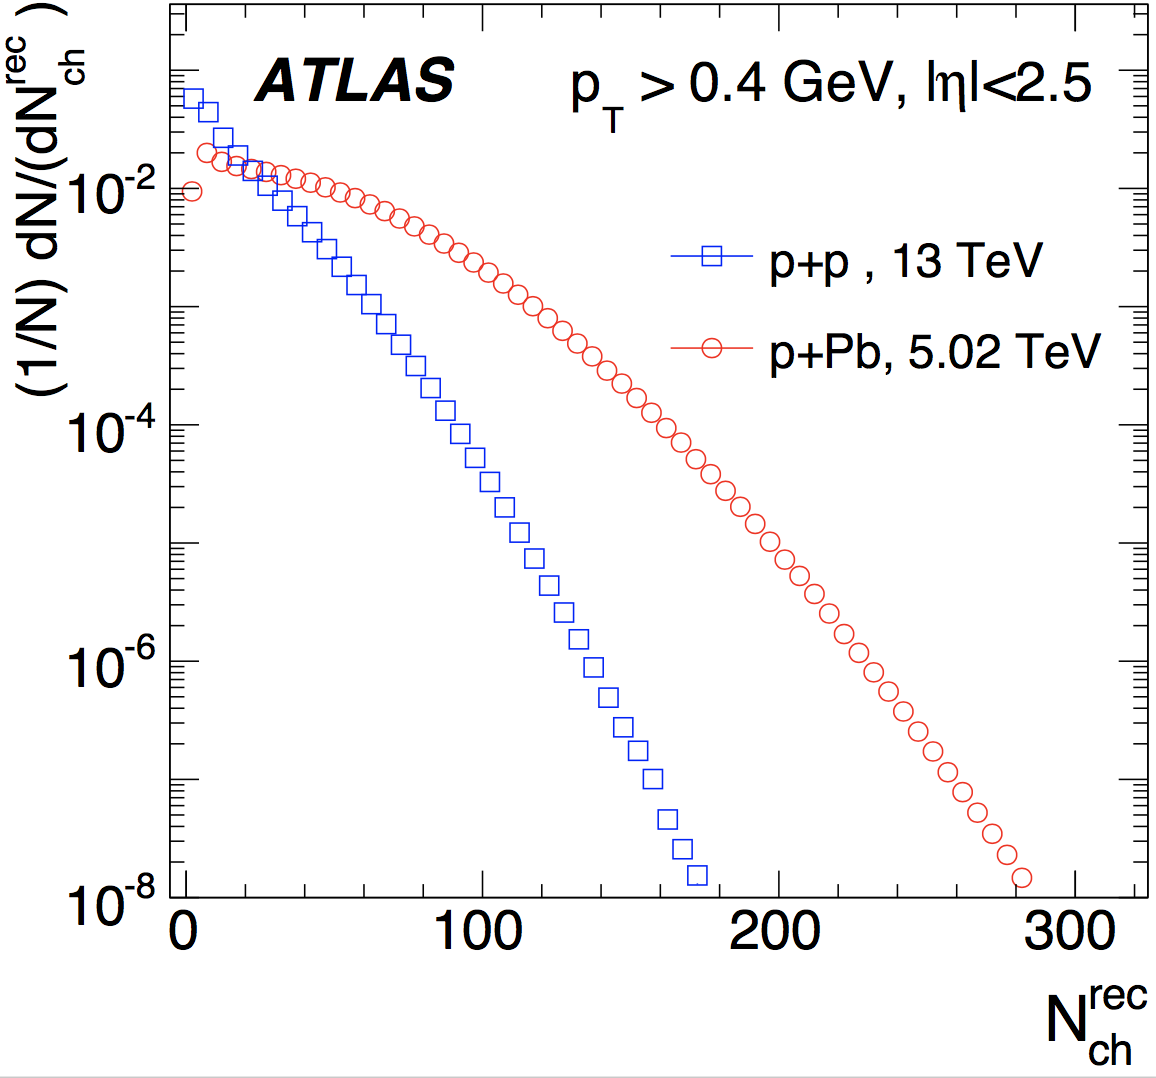 ATLAS
p_T > 0.4 GeV, |η|<2.5
(1/N) dN/(dN_ch^rec )
p+p , 13 TeV
p+Pb, 5.02 TeV
10^-2
10^-4
10^-6
10^-8
0 100 200 300
N_ch^rec